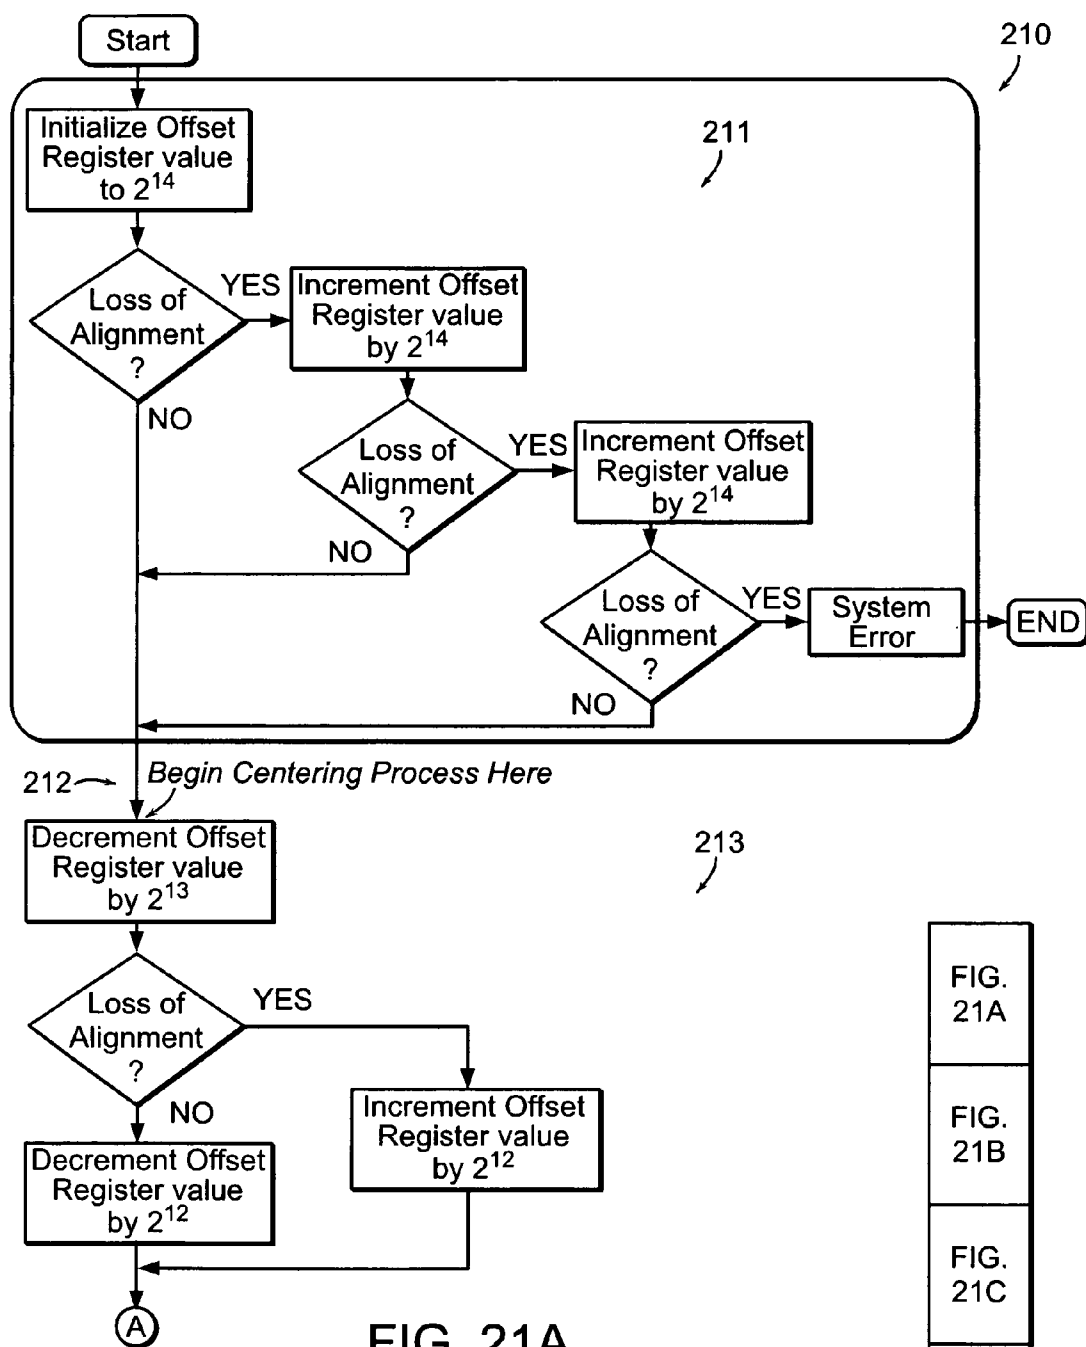 Start
210
211
Initialize Offset
Register value
to 2¹⁴
Loss of
Alignment
?
YES
NO
Increment Offset
Register value
by 2¹⁴
Loss of
Alignment
?
YES
NO
Increment Offset
Register value
by 2¹⁴
Loss of
Alignment
?
YES
NO
System
Error
END
212
Begin Centering Process Here
213
Decrement Offset
Register value
by 2¹³
Loss of
Alignment
?
YES
NO
Increment Offset
Register value
by 2¹²
Decrement Offset
Register value
by 2¹²
A
FIG. 21A
FIG.
21A
FIG.
21B
FIG.
21C